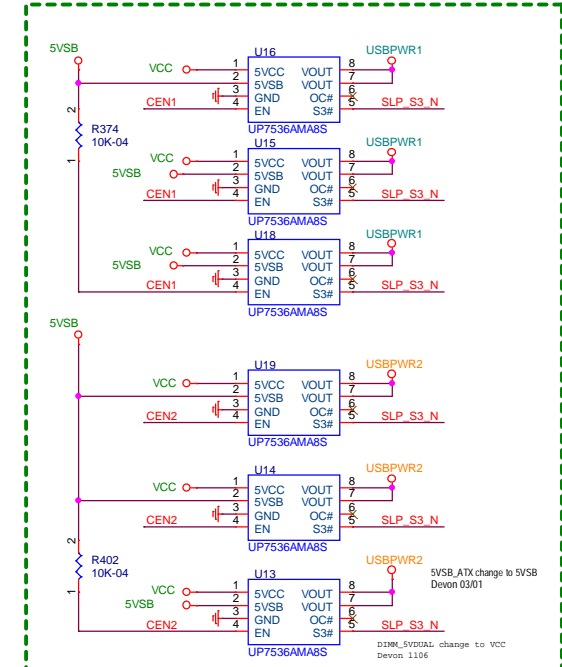 5VSB
U16
USBPWR1
VCC 1 5VCC VOUT 8
2 5VSB VOUT 7
3 GND OC# 6
CEN1 4 EN S3# 5 SLP_S3_N
UP7536AMA8S
2
R374
10K-04
1
U15
USBPWR1
VCC 1 5VCC VOUT 8
5VSB 2 5VSB VOUT 7
3 GND OC# 6
CEN1 4 EN S3# 5 SLP_S3_N
UP7536AMA8S
U18
USBPWR1
VCC 1 5VCC VOUT 8
5VSB 2 5VSB VOUT 7
3 GND OC# 6
CEN1 4 EN S3# 5 SLP_S3_N
UP7536AMA8S
5VSB
U19
USBPWR2
VCC 1 5VCC VOUT 8
2 5VSB VOUT 7
3 GND OC# 6
CEN2 4 EN S3# 5 SLP_S3_N
UP7536AMA8S
U14
USBPWR2
VCC 1 5VCC VOUT 8
2 5VSB VOUT 7
3 GND OC# 6
CEN2 4 EN S3# 5 SLP_S3_N
UP7536AMA8S
2
R402
10K-04
1
U13
USBPWR2
5VSB_ATX change to 5VSB
Devon 03/01
VCC 1 5VCC VOUT 8
5VSB 2 5VSB VOUT 7
3 GND OC# 6
CEN2 4 EN S3# 5 SLP_S3_N
UP7536AMA8S
DIMM_5VDUAL change to VCC
Devon 1106